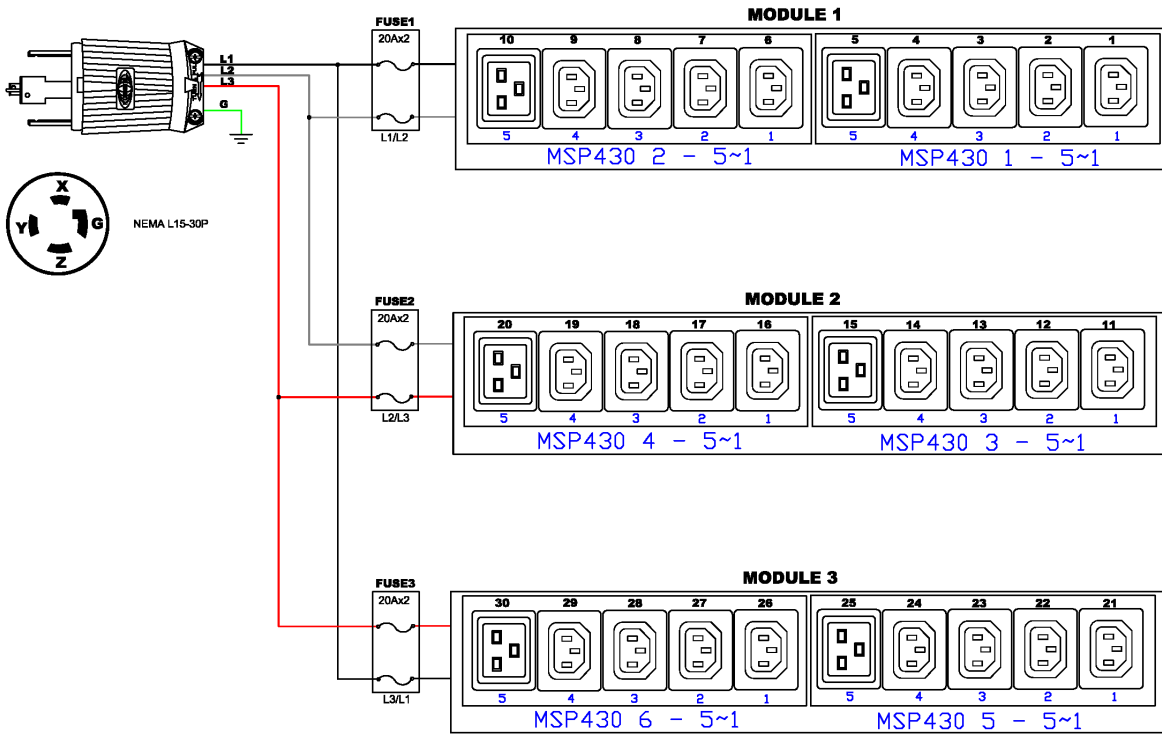 MODULE 1
FUSE1
20Ax2
L1/L2
10 9 8 7 6 5 4 3 2 1
5 4 3 2 1 5 4 3 2 1
MSP430 2 - 5~1 MSP430 1 - 5~1
L1
L2
L3
G
X
Y G
Z
NEMA L15-30P
MODULE 2
FUSE2
20Ax2
L2/L3
20 19 18 17 16 15 14 13 12 11
5 4 3 2 1 5 4 3 2 1
MSP430 4 - 5~1 MSP430 3 - 5~1
MODULE 3
FUSE3
20Ax2
L3/L1
30 29 28 27 26 25 24 23 22 21
5 4 3 2 1 5 4 3 2 1
MSP430 6 - 5~1 MSP430 5 - 5~1